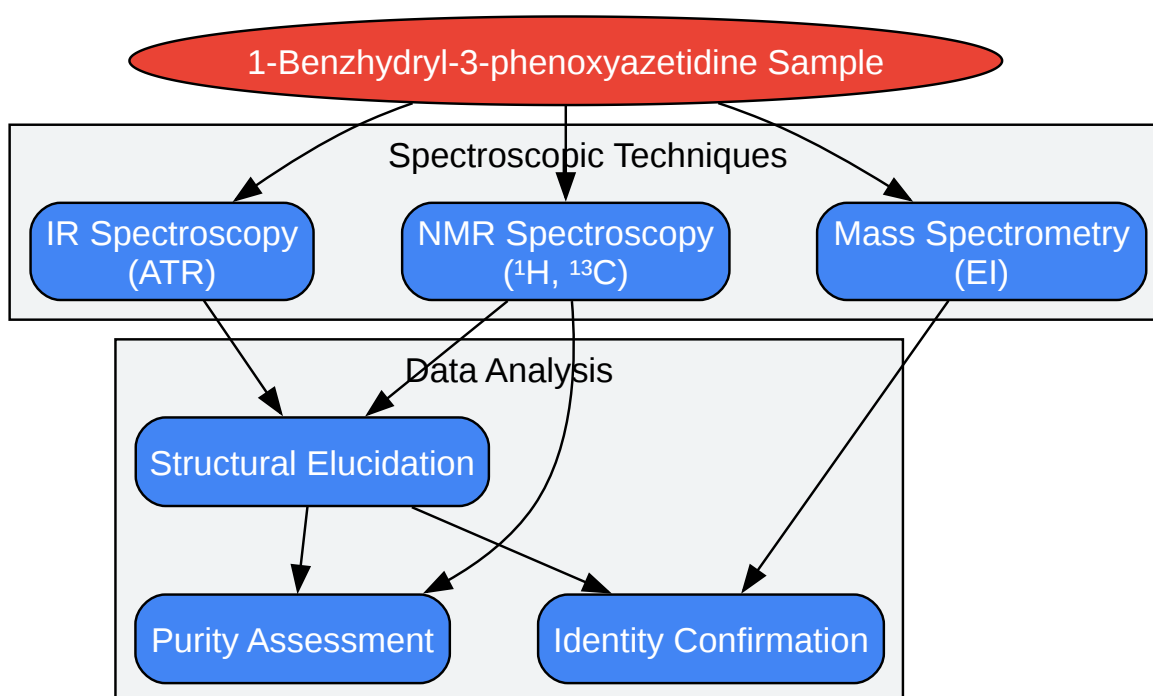 1-Benzhydryl-3-phenoxyazetidine Sample
Spectroscopic Techniques
IR Spectroscopy
(ATR)
NMR Spectroscopy
(¹H, ¹³C)
Mass Spectrometry
(EI)
Data Analysis
Structural Elucidation
Purity Assessment
Identity Confirmation